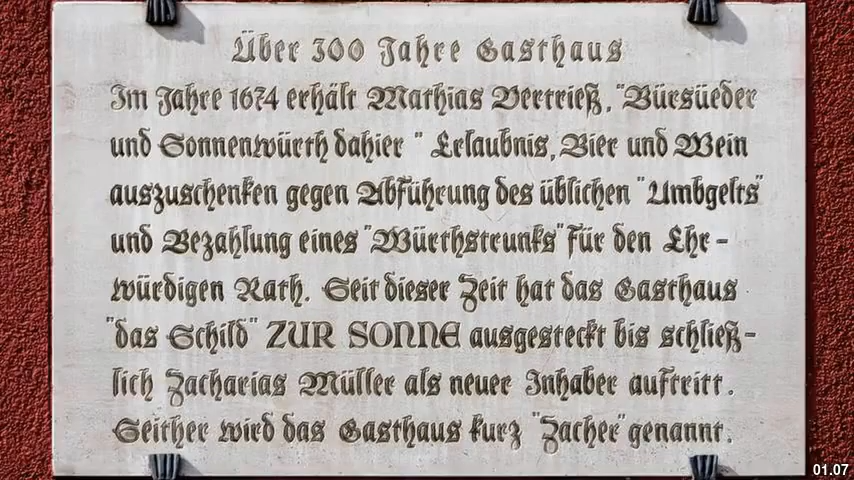 Über 300 Jahre Gasthaus
Im Jahre 1674 erhält Mathias Vertrieß, "Bürsüeder
und Sonnenwürth dahier" Erlaubnis, Bier und Wein
auszuschenken gegen Abführung des üblichen "Umbgelts"
und Bezahlung eines "Würthstrunks" für den Ehr-
würdigen Rath. Seit dieser Zeit hat das Gasthaus
"das Schild" ZUR SONNE ausgesteckt bis schließ-
lich Zacharias Müller als neuer Inhaber auftritt.
Seither wird das Gasthaus kurz "Zacher" genannt.
01.07